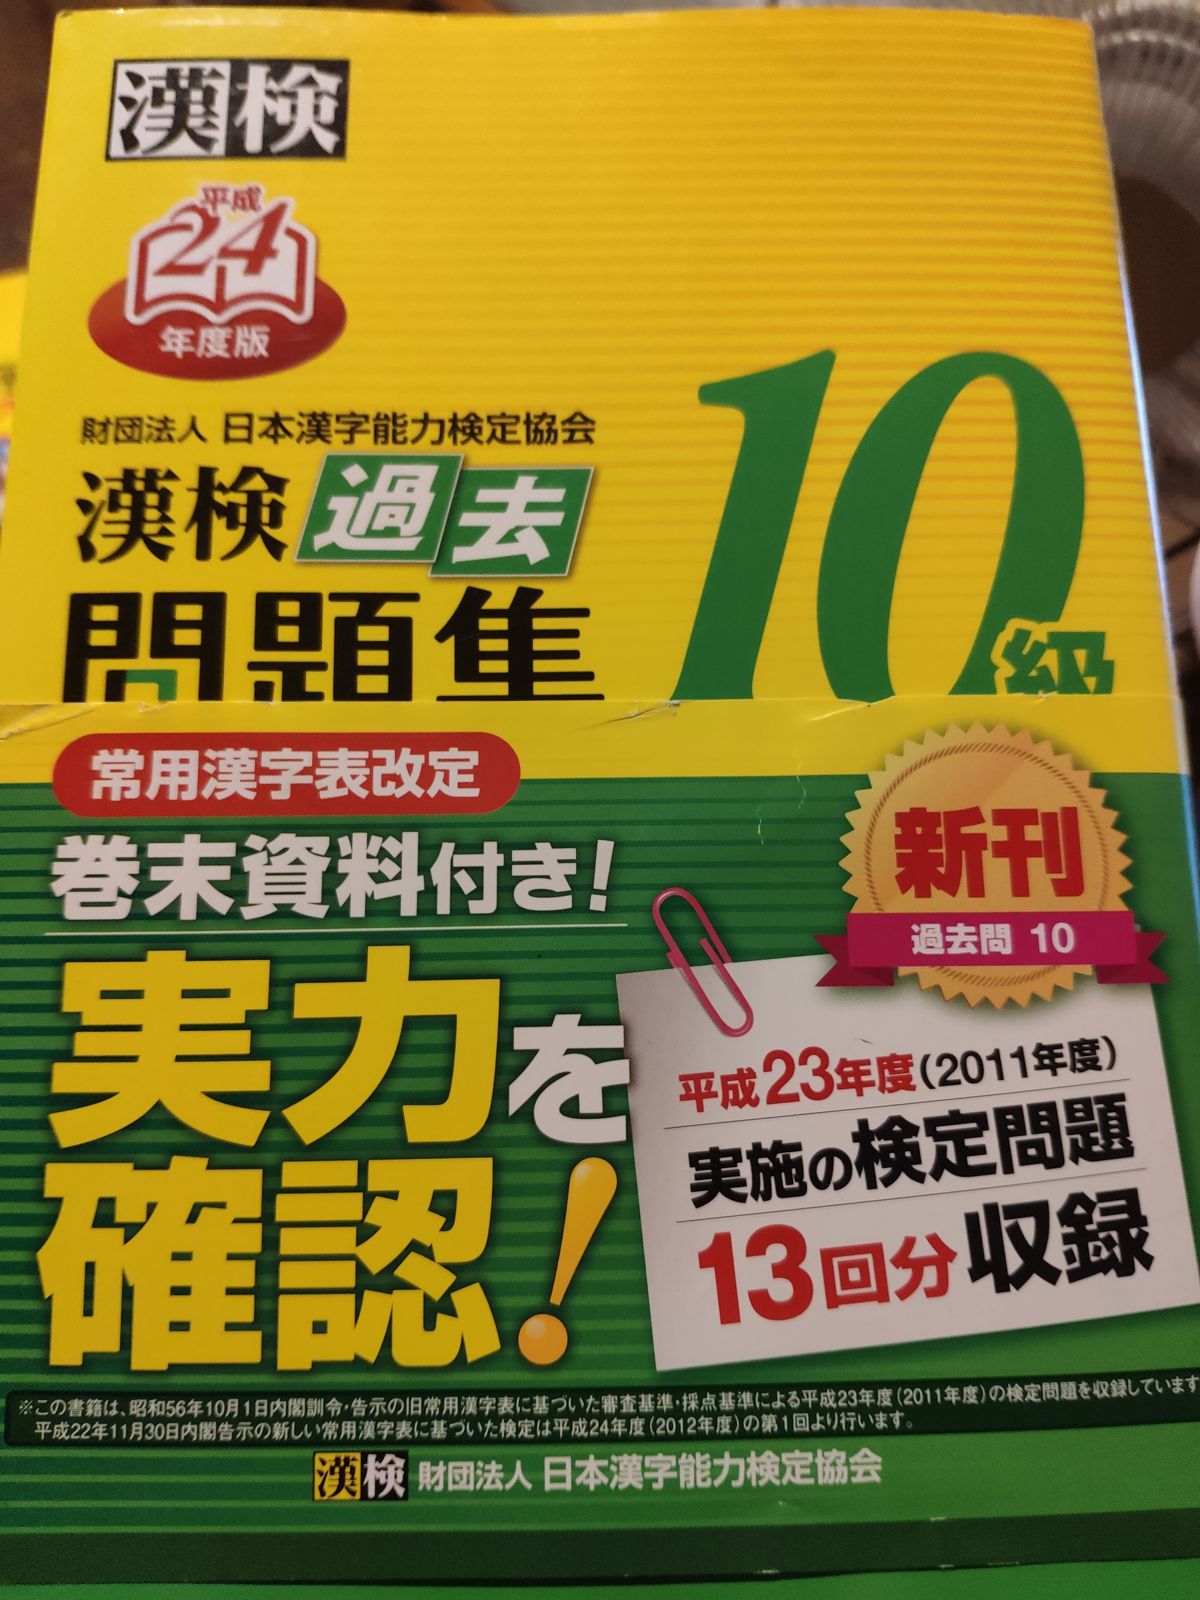 漢検
平成
24
年度版
財団法人 日本漢字能力検定協会
漢検 過去
問題集
10級
常用漢字表改定
巻末資料付き!
実力を
確認!
新刊
過去問 10
平成23年度(2011年度)
実施の検定問題
13回分収録
※この書籍は、昭和56年10月1日内閣訓令・告示の旧常用漢字表に基づいた審査基準・採点基準による平成23年度(2011年度)の検定問題を収録しています
平成22年11月30日内閣告示の新しい常用漢字表に基づいた検定は平成24年度(2012年度)の第1回より行います。
漢検 財団法人 日本漢字能力検定協会